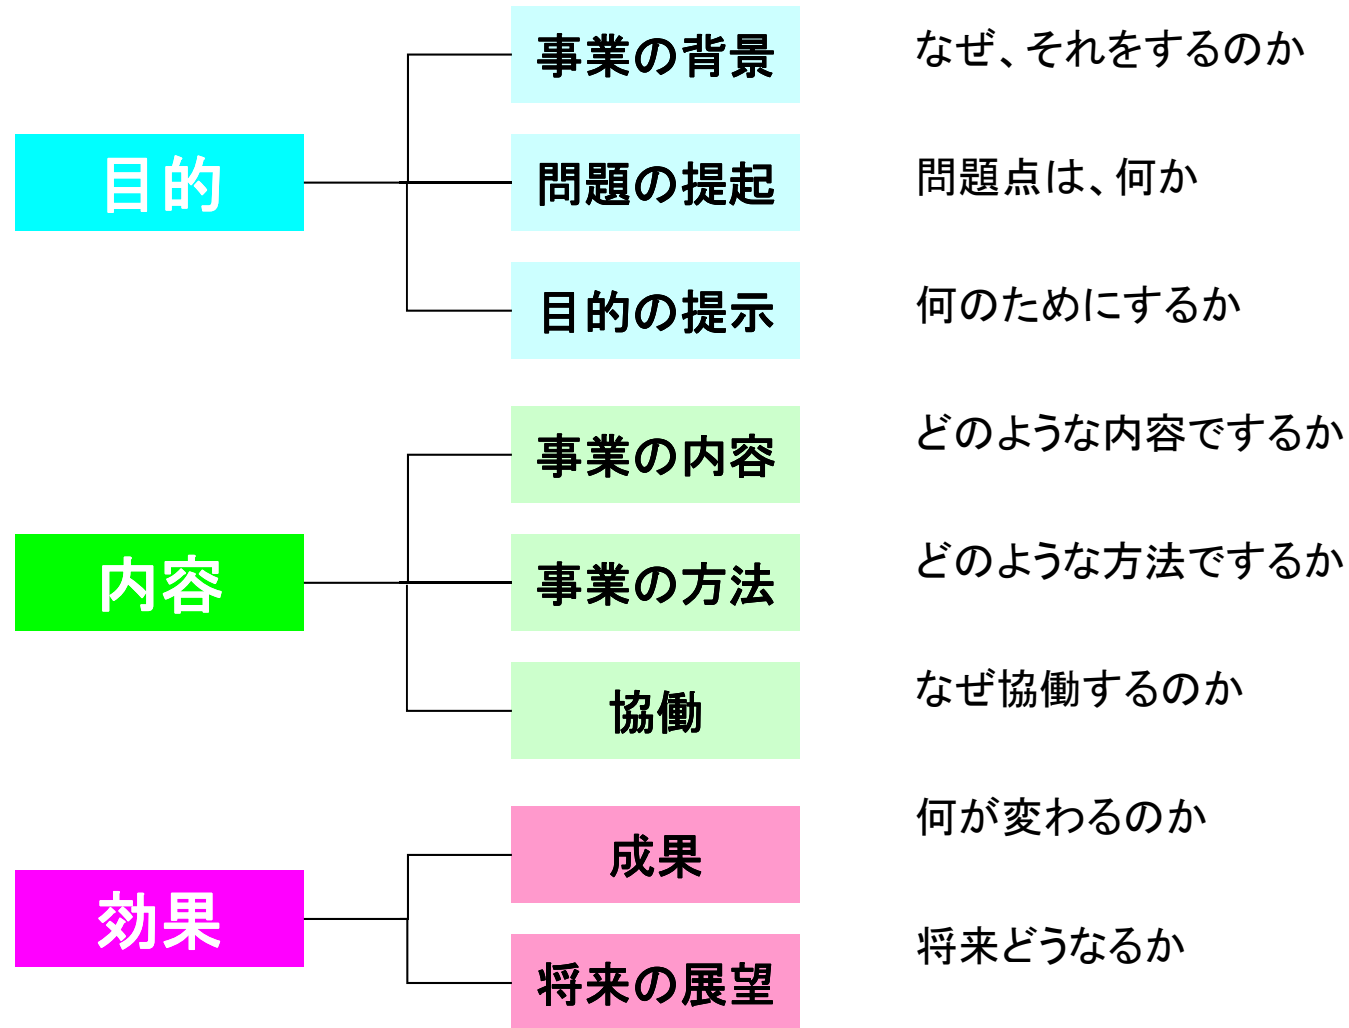 事業の背景 なぜ、それをするのか
目的 問題の提起 問題点は、何か
目的の提示 何のためにするか
事業の内容 どのような内容でするか
内容 事業の方法 どのような方法でするか
協働 なぜ協働するのか
成果 何が変わるのか
効果
将来の展望 将来どうなるか